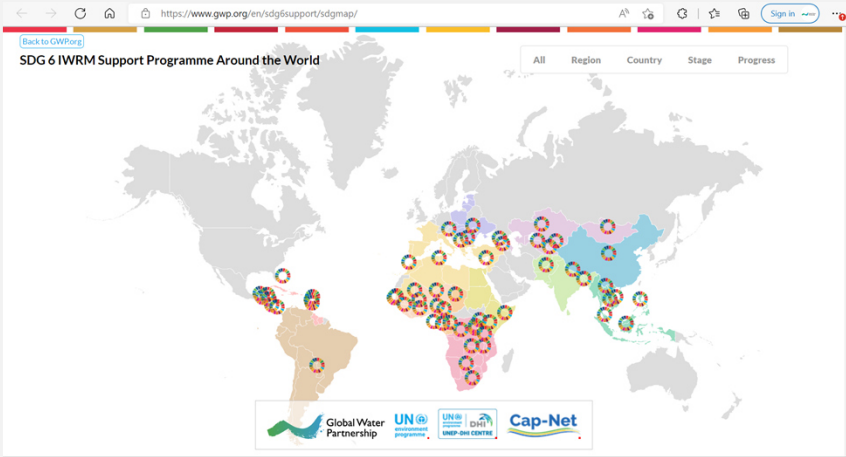 https://www.gwp.org/en/sdg6support/sdgmap/
Sign in
Back to GWP.org
SDG 6 IWRM Support Programme Around the World
All Region Country Stage Progress
Global Water
Partnership
UN
environment
programme
UN
environment
programme
DHI
UNEP-DHI CENTRE
Cap-Net